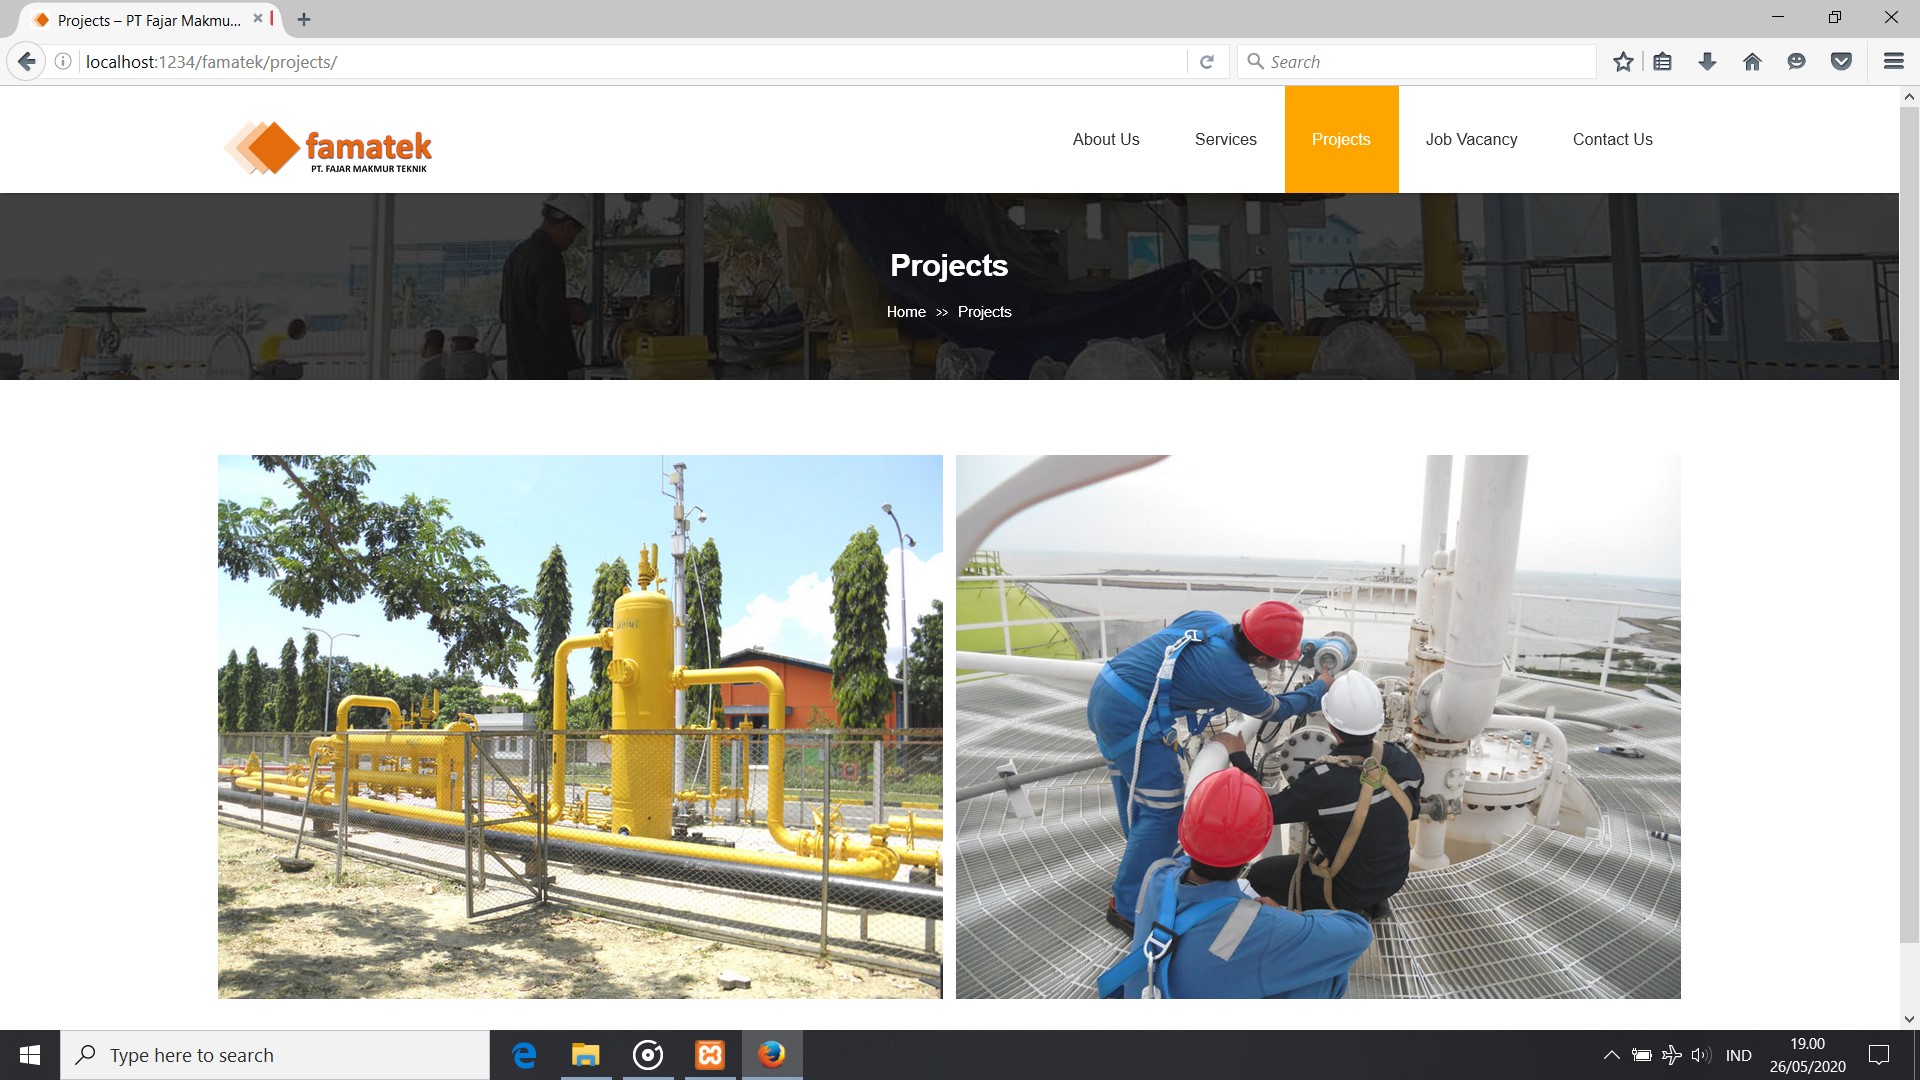 Projects – PT Fajar Makmu...
localhost:1234/famatek/projects/
Search
famatek
PT. FAJAR MAKMUR TEKNIK
About Us
Services
Projects
Job Vacancy
Contact Us
Projects
Home >> Projects
Type here to search
IND
19.00
26/05/2020